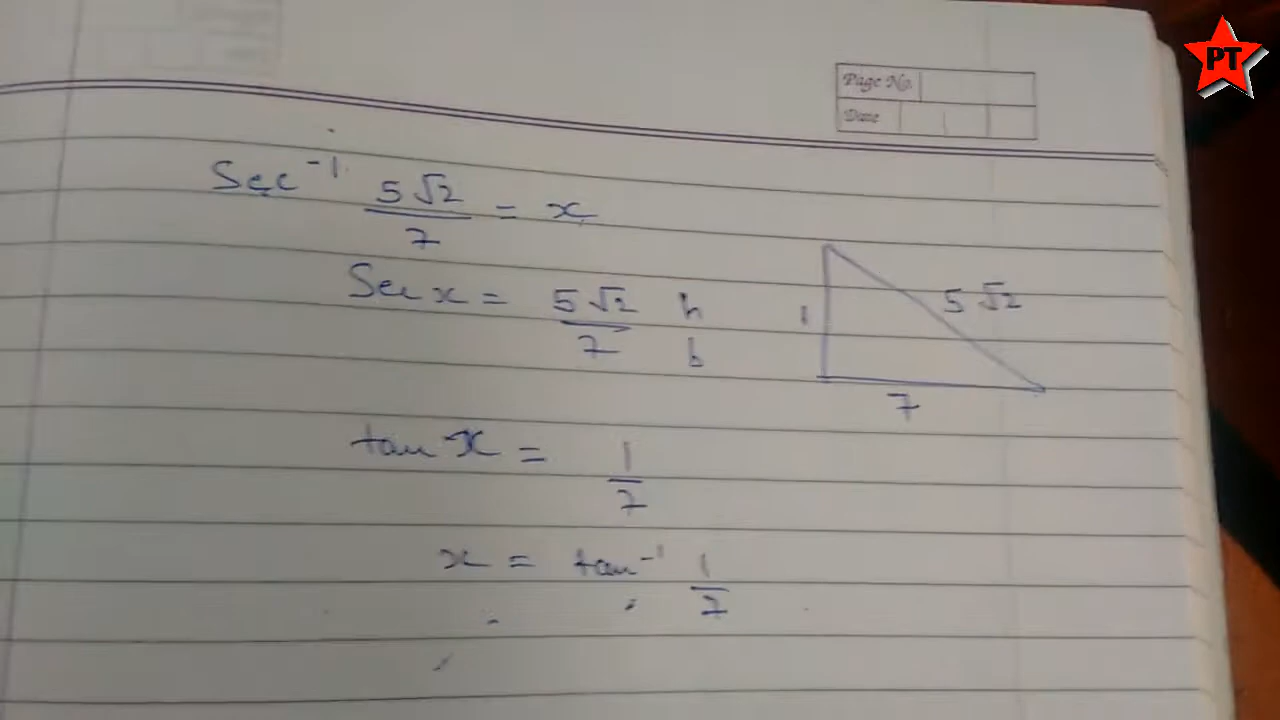 PT
Page No.
Date
Sec⁻¹ 5√2/7 = x
Sec x = 5√2/7 h/b
1
5√2
7
tan x = 1/7
x = tan⁻¹ 1/7